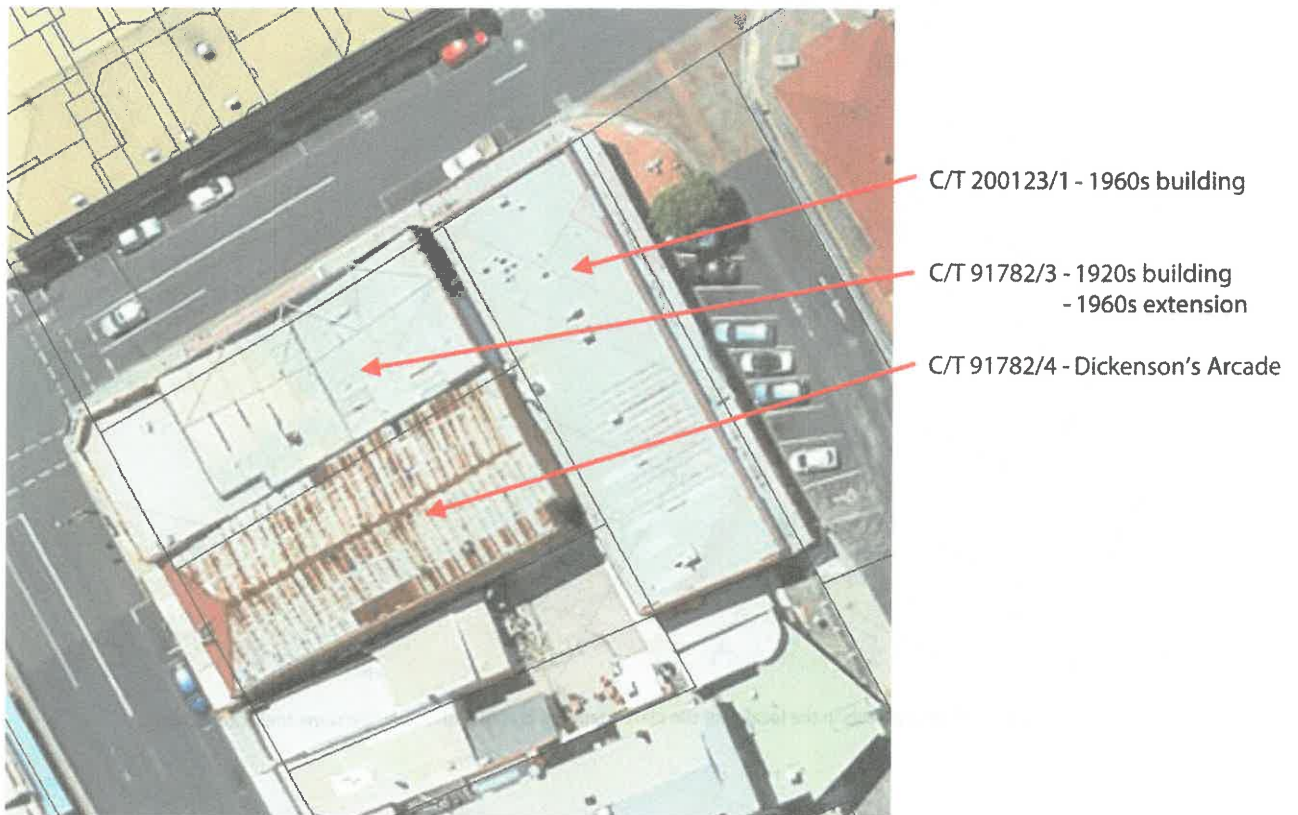 C/T 200123/1 - 1960s building
C/T 91782/3 - 1920s building
- 1960s extension
C/T 91782/4 - Dickenson's Arcade